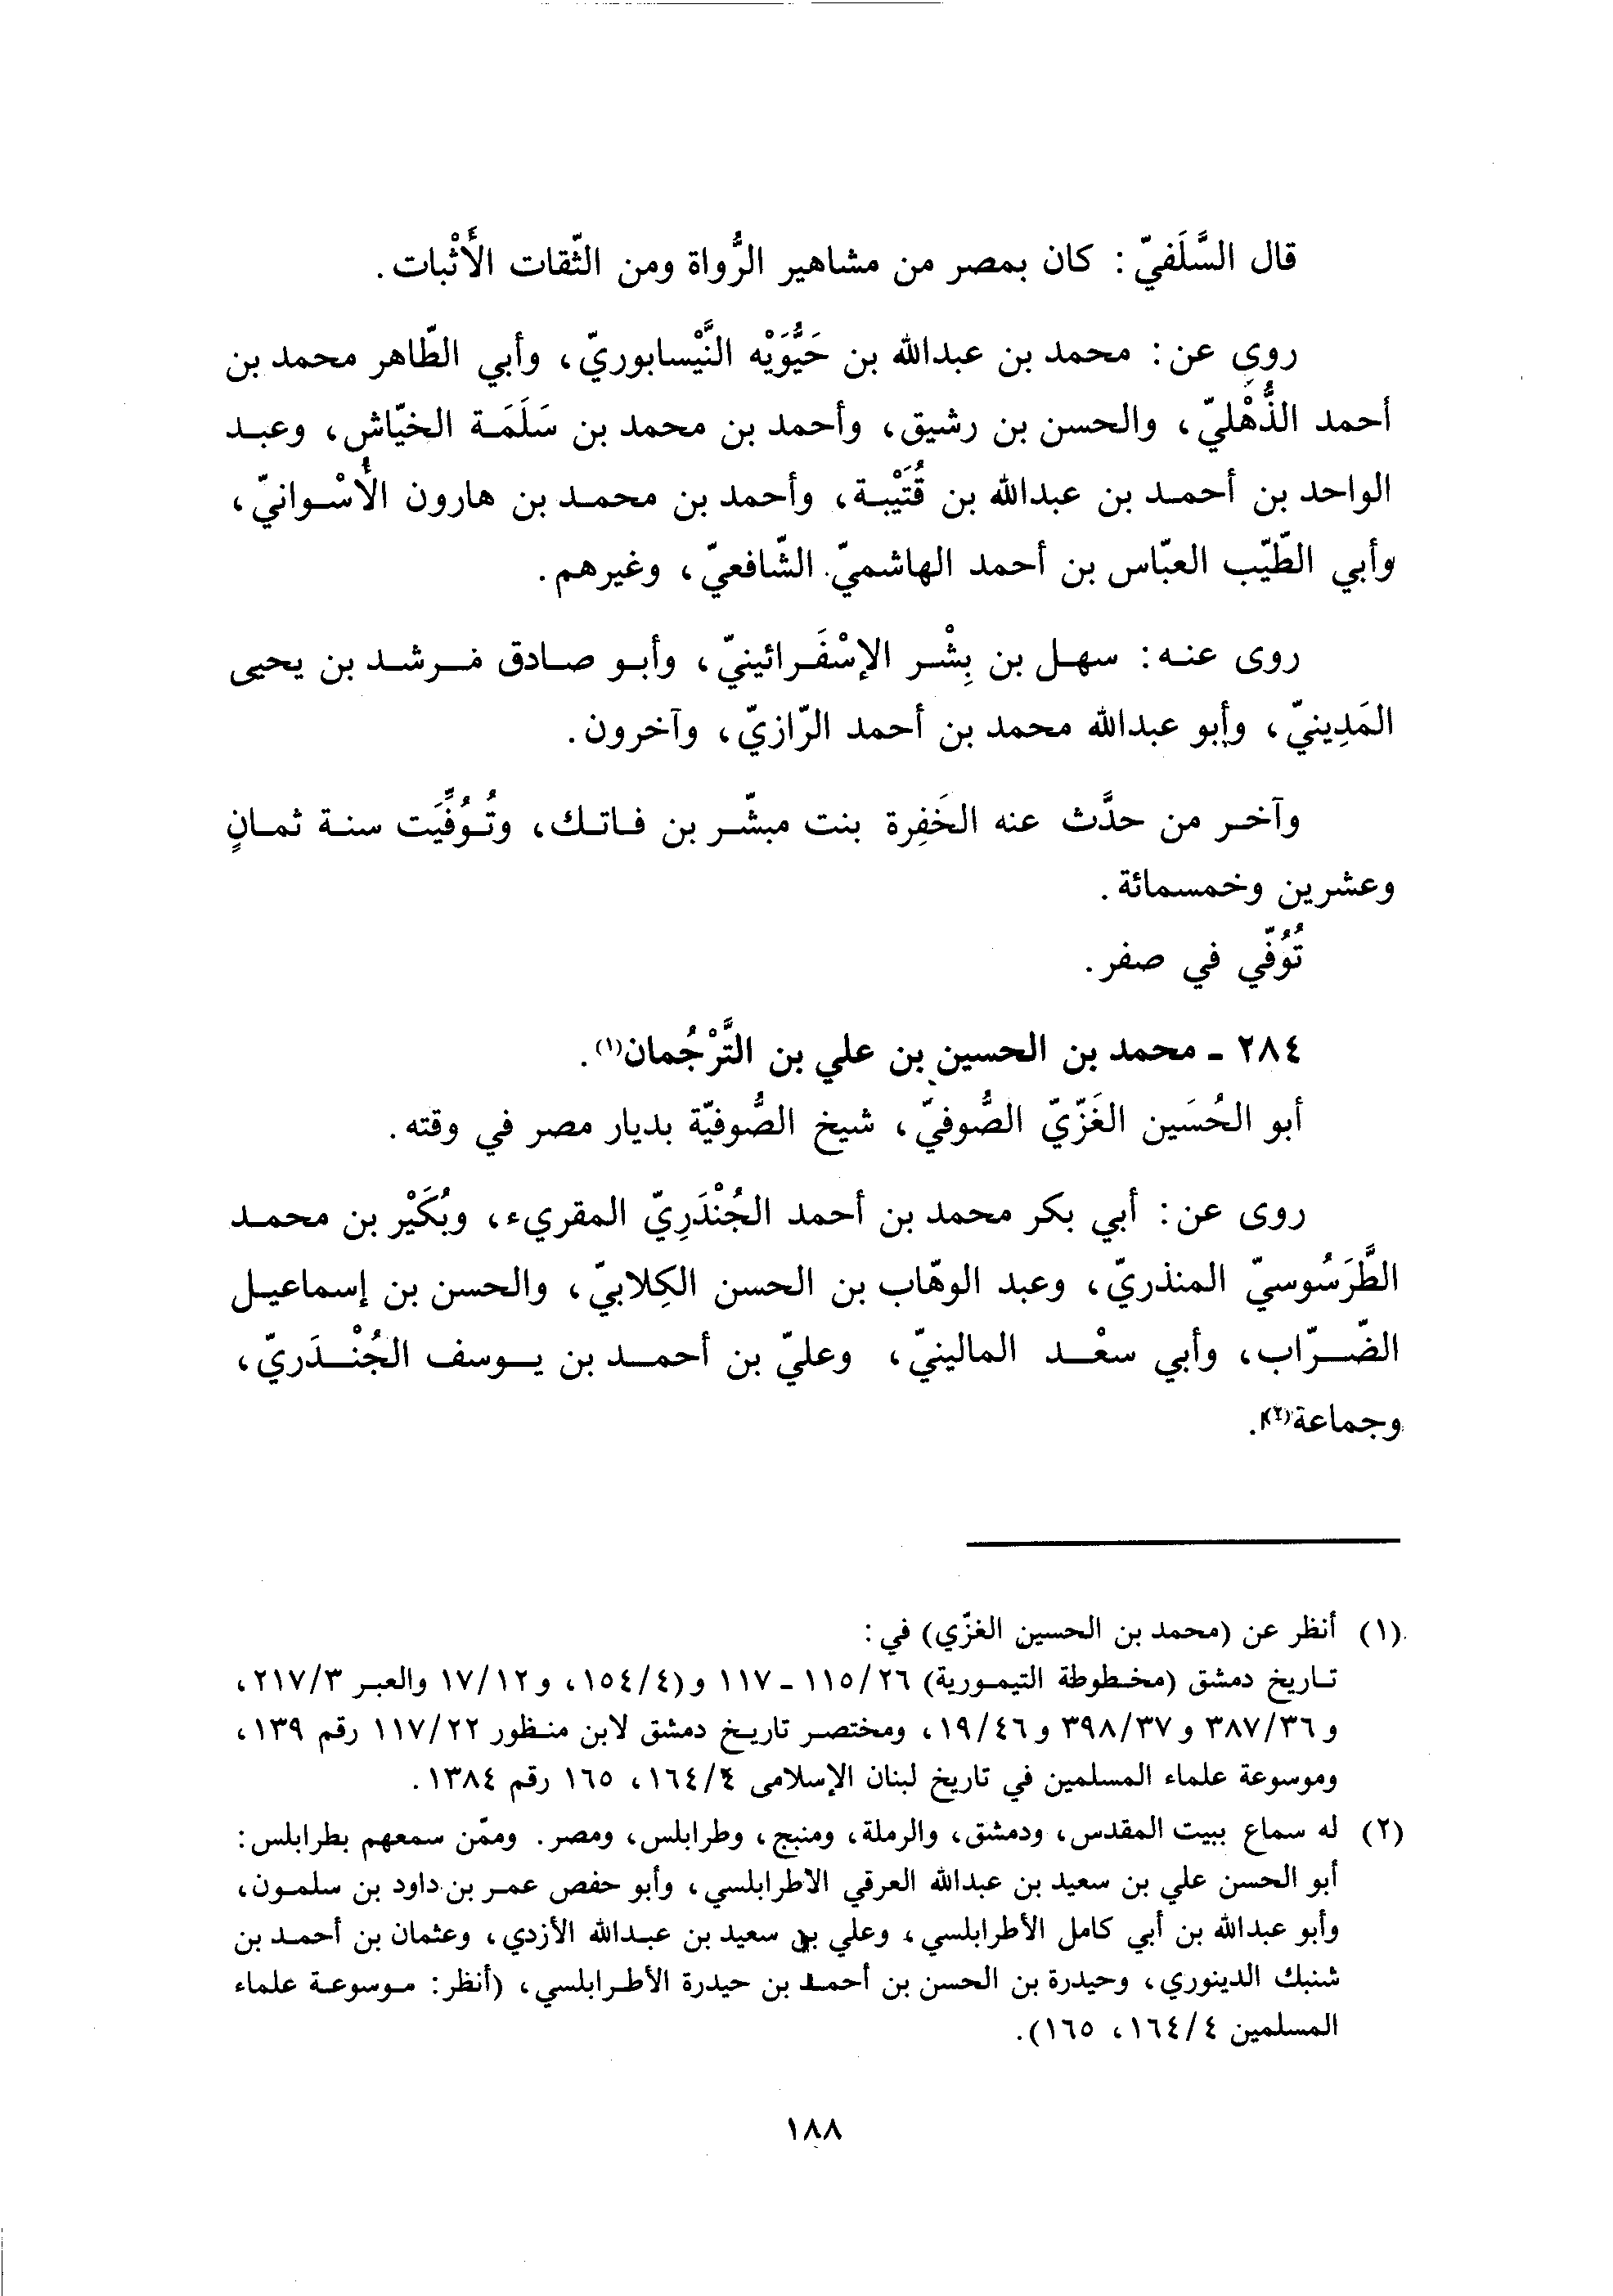 قال السَّلَفيّ: كان بمصر من مشاهير الرُّواة ومن الثّقات الأَثْبات.
روى عن: محمد بن عبدالله بن حَيُّوَيْه النَّيْسابوريّ، وأبي الطّاهر محمد بن
أحمد الذُّهْليّ، والحسن بن رشيق، وأحمد بن محمد بن سَلَمَة الخيّاش، وعبد
الواحد بن أحمد بن عبدالله بن قُتَيْبة، وأحمد بن محمد بن هارون الأُسْوانيّ،
وأبي الطّيّب العبّاس بن أحمد الهاشميّ الشّافعيّ، وغيرهم.
روى عنه: سهل بن بِشْر الإسْفَرائينيّ، وأبو صادق مرشد بن يحيى
المَدِينيّ، وأبو عبدالله محمد بن أحمد الرّازيّ، وآخرون.
وآخر من حدَّث عنه الخَفِرة بنت مبشّر بن فاتك، وتُوُفِّيَت سنة ثمانٍ
وعشرين وخمسمائة.
تُوُفّي في صفر.
٢٨٤ - محمد بن الحسين بن علي بن التَّرْجُمان(١).
أبو الحُسَين الغَزّيّ الصُّوفيّ، شيخ الصُّوفيّة بديار مصر في وقته.
روى عن: أبي بكر محمد بن أحمد الجُنْدَرِيّ المقريء، وبُكَيْر بن محمد
الطَّرَسُوسيّ المنذريّ، وعبد الوهّاب بن الحسن الكِلابيّ، والحسن بن إسماعيل
الضّرّاب، وأبي سعْد المالينيّ، وعليّ بن أحمد بن يوسف الجُنْدَريّ،
وجماعة(٢).
(١) أنظر عن (محمد بن الحسين الغزّي) في:
تاريخ دمشق (مخطوطة التيمورية) ٢٦/١١٥ - ١١٧ و(٤/١٥٤، و١٧/١٢ والعبر ٢١٧/٣،
و ٣٨٧/٣٦ و ٣٩٨/٣٧ و ١٩/٤٦، ومختصر تاريخ دمشق لابن منظور ١١٧/٢٢ رقم ١٣٩،
وموسوعة علماء المسلمين في تاريخ لبنان الإسلامي ١٦٤/٤، ١٦٥ رقم ١٣٨٤.
(٢) له سماع ببيت المقدس، ودمشق، والرملة، ومنبج، وطرابلس، ومصر. وممّن سمعهم بطرابلس:
أبو الحسن علي بن سعيد بن عبدالله العرقي الأطرابلسي، وأبو حفص عمر بن داود بن سلمون،
وأبو عبدالله بن أبي كامل الأطرابلسي، وعلي بن سعيد بن عبدالله الأزدي، وعثمان بن أحمد بن
شنبك الدينوري، وحيدرة بن الحسن بن أحمد بن حيدرة الأطرابلسي، (أنظر: موسوعة علماء
المسلمين ١٦٤/٤، ١٦٥).
١٨٨